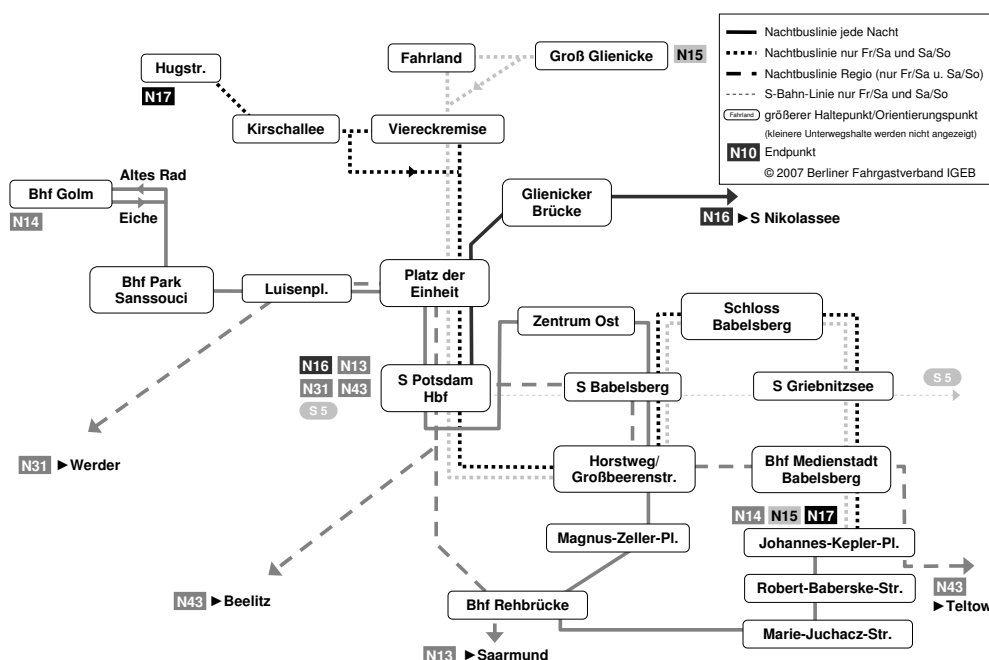 Hugstr.
N17
Fahrland
Groß Glienicke
N15
Kirschallee
Viereckremise
Nachtbuslinie jede Nacht
Nachtbuslinie nur Fr/Sa und Sa/So
Nachtbuslinie Regio (nur Fr/Sa u. Sa/So)
S-Bahn-Linie nur Fr/Sa und Sa/So
Fahrland
größerer Haltepunkt/Orientierungspunkt
(kleinere Unterwegshalte werden nicht angezeigt)
N10 Endpunkt
© 2007 Berliner Fahrgastverband IGEB
Altes Rad
Bhf Golm
Eiche
N14
Glienicker
Brücke
N16 ►S Nikolassee
Bhf Park
Sanssouci
Luisenpl.
Platz der
Einheit
Zentrum Ost
Schloss
Babelsberg
N16 N13
N31 N43
S 5
S Potsdam
Hbf
S Babelsberg
S Griebnitzsee
S 5
N31 ►Werder
Horstweg/
Großbeerenstr.
Bhf Medienstadt
Babelsberg
N14 N15 N17
Magnus-Zeller-Pl.
Johannes-Kepler-Pl.
Robert-Baberske-Str.
N43
►Teltow
N43 ►Beelitz
Bhf Rehbrücke
Marie-Juchacz-Str.
N13 ►Saarmund